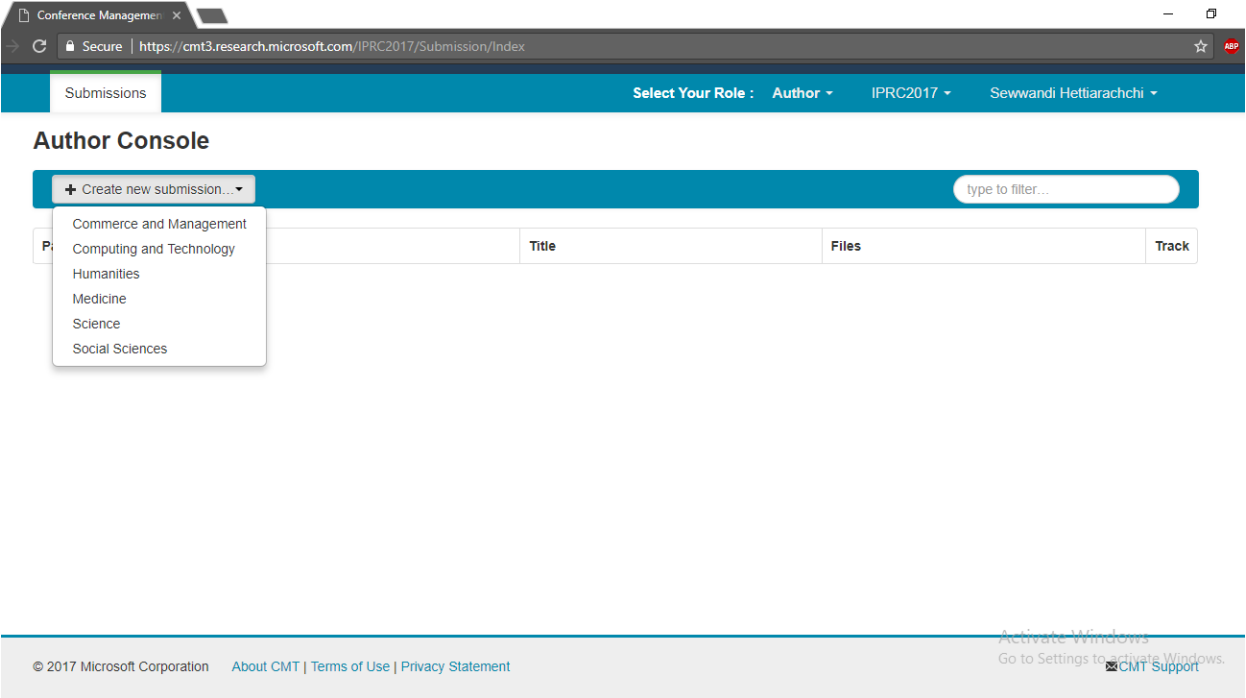 Conference Managemen
Secure | https://cmt3.research.microsoft.com/IPRC2017/Submission/Index
ABP
Submissions Select Your Role : Author IPRC2017 Sewwandi Hettiarachchi
Author Console
+ Create new submission... type to filter...
Commerce and Management
Computing and Technology
Humanities
Medicine
Science
Social Sciences
Pa Title Files Track
Activate Windows
Go to Settings to activate Windows.
© 2017 Microsoft Corporation About CMT | Terms of Use | Privacy Statement CMT Support